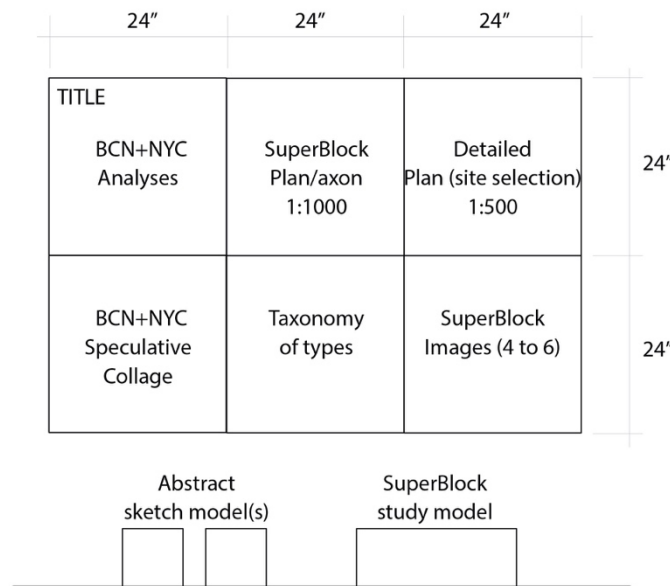 24”
24”
24”
TITLE
BCN+NYC
Analyses
SuperBlock
Plan/axon
1:1000
Detailed
Plan (site selection)
1:500
24”
BCN+NYC
Speculative
Collage
Taxonomy
of types
SuperBlock
Images (4 to 6)
24”
Abstract
sketch model(s)
SuperBlock
study model